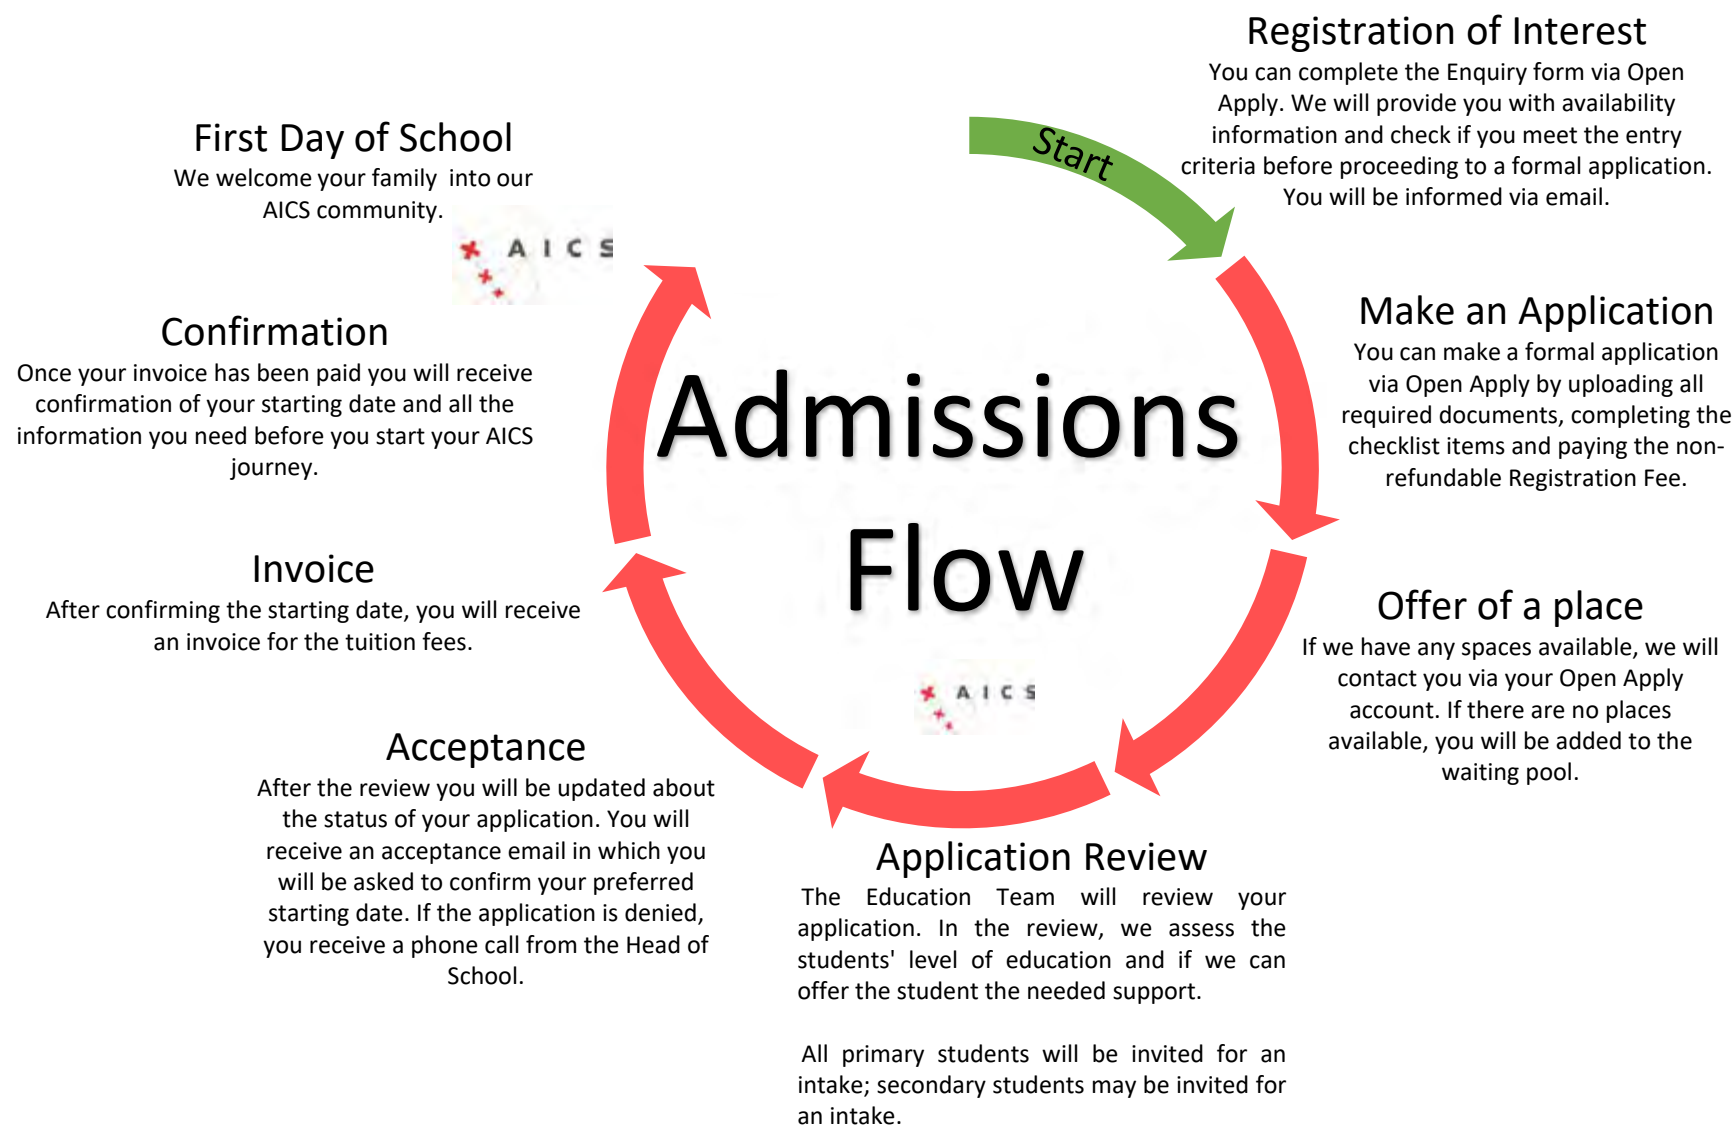 Registration of Interest
You can complete the Enquiry form via Open
Apply. We will provide you with availability
information and check if you meet the entry
criteria before proceeding to a formal application.
You will be informed via email.
Start
Make an Application
You can make a formal application
via Open Apply by uploading all
required documents, completing the
checklist items and paying the non-
refundable Registration Fee.
Offer of a place
If we have any spaces available, we will
contact you via your Open Apply
account. If there are no places
available, you will be added to the
waiting pool.
Application Review
The Education Team will review your
application. In the review, we assess the
students' level of education and if we can
offer the student the needed support.
All primary students will be invited for an
intake; secondary students may be invited for
an intake.
Acceptance
After the review you will be updated about
the status of your application. You will
receive an acceptance email in which you
will be asked to confirm your preferred
starting date. If the application is denied,
you receive a phone call from the Head of
School.
Invoice
After confirming the starting date, you will receive
an invoice for the tuition fees.
Confirmation
Once your invoice has been paid you will receive
confirmation of your starting date and all the
information you need before you start your AICS
journey.
First Day of School
We welcome your family into our
AICS community.
AICS
Admissions
Flow
AICS